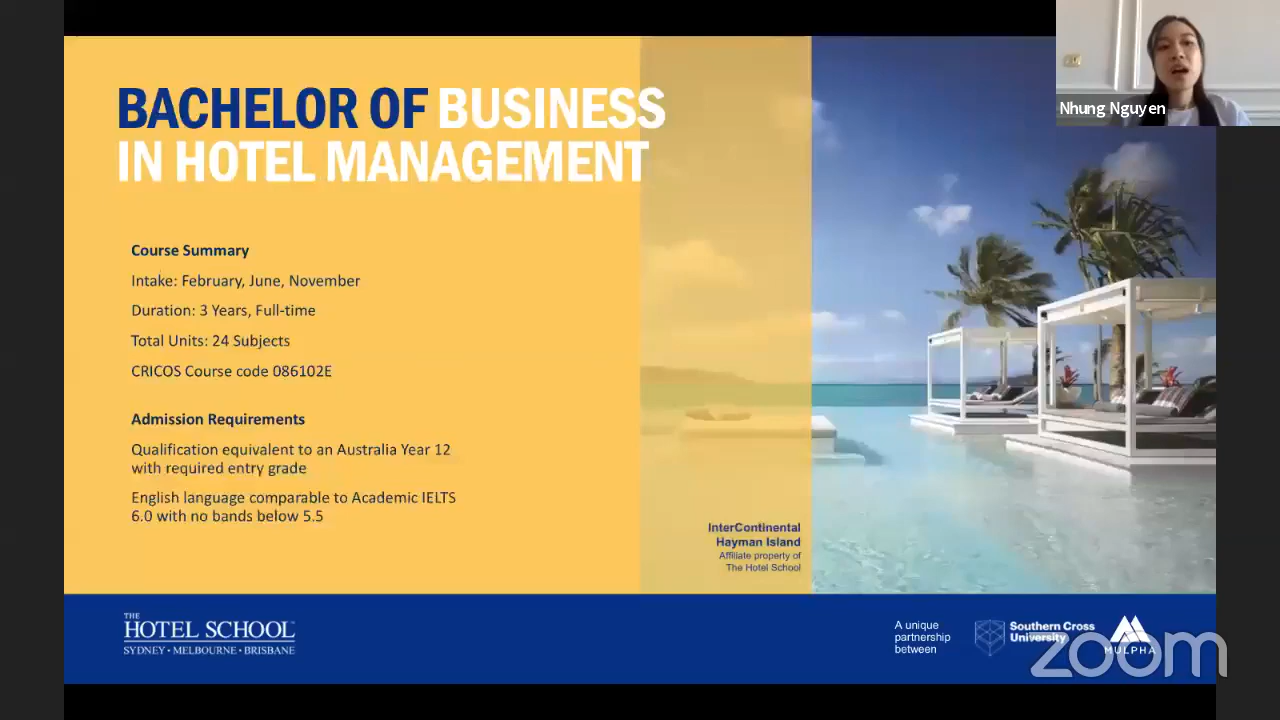 Nhung Nguyen
BACHELOR OF BUSINESS
IN HOTEL MANAGEMENT
Course Summary
Intake: February, June, November
Duration: 3 Years, Full-time
Total Units: 24 Subjects
CRICOS Course code 086102E
Admission Requirements
Qualification equivalent to an Australia Year 12
with required entry grade
English language comparable to Academic IELTS
6.0 with no bands below 5.5
InterContinental
Hayman Island
Affiliate property of
The Hotel School
THE
HOTEL SCHOOL
SYDNEY • MELBOURNE • BRISBANE
A unique
partnership
between
Southern Cross
University
MULPHA
zoom